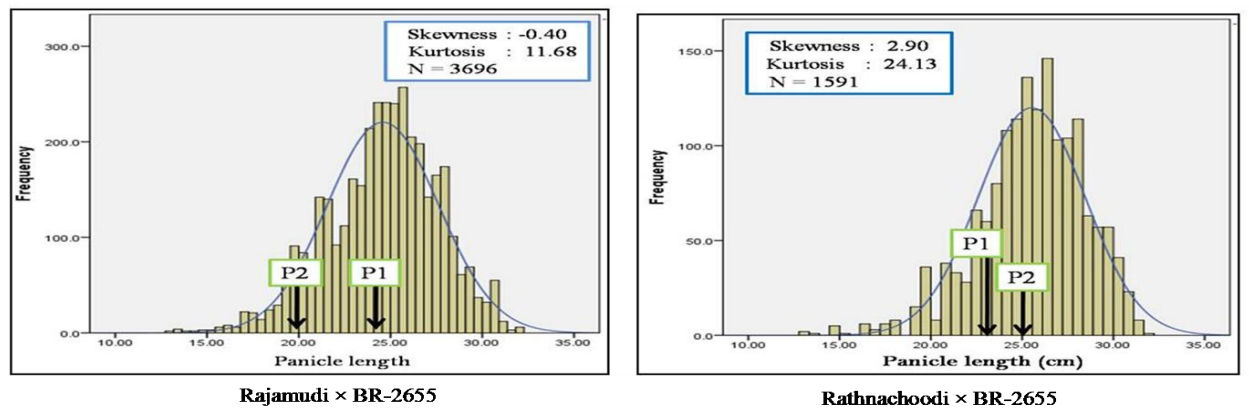 Skewness : -0.40
Kurtosis : 11.68
N = 3696
300.0
200.0
100.0
0.0
Frequency
P2
P1
10.00 15.00 20.00 25.00 30.00 35.00
Panicle length
Rajamudi × BR-2655
Skewness : 2.90
Kurtosis : 24.13
N = 1591
150.0
100.0
50.0
0.0
Frequency
P1
P2
10.00 15.00 20.00 25.00 30.00 35.00
Panicle length (cm)
Rathnachoodi × BR-2655